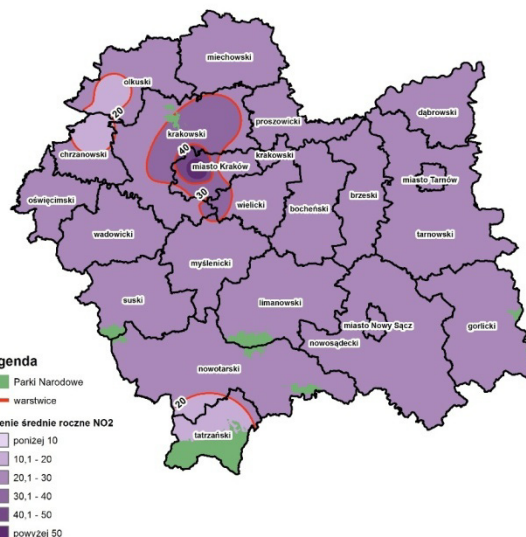 miechowski
olkuski
dąbrowski
20
proszowicki
krakowski
40
chrzanowski
krakowski
miasto Kraków
miasto Tarnów
30
oświęcimski
wielicki
bocheński
brzeski
wadowicki
tarnowski
myślenicki
suski
limanowski
miasto Nowy Sącz
gorlicki
nowosądecki
nowotarski
20
tatrzański
genda
Parki Narodowe
warstwice
enie średnie roczne NO2
poniżej 10
10,1 - 20
20,1 - 30
30,1 - 40
40,1 - 50
powyżej 50